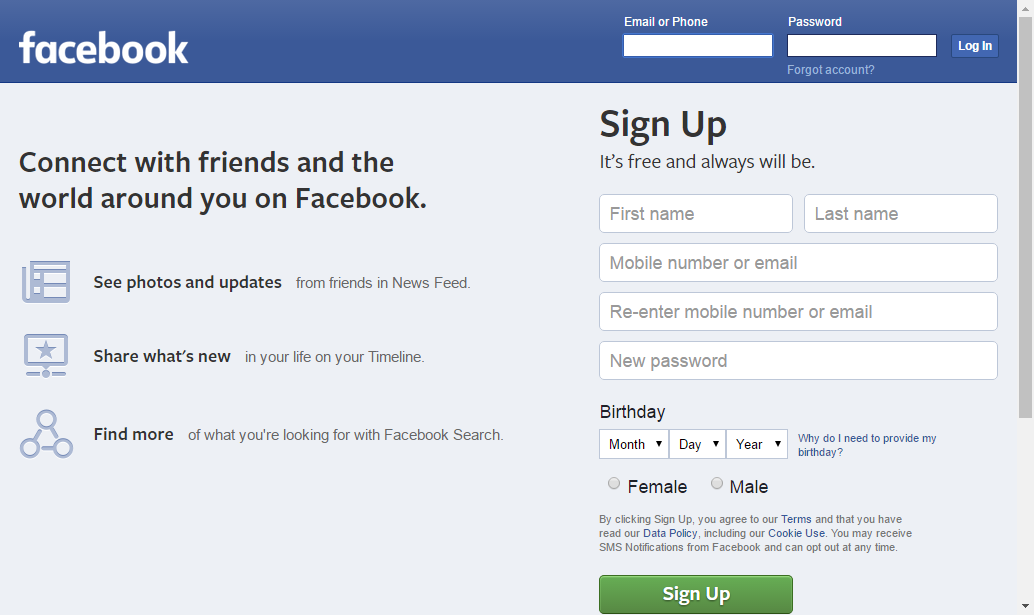 facebook
Email or Phone
Password
Log In
Forgot account?
Connect with friends and the
world around you on Facebook.
See photos and updates from friends in News Feed.
Share what's new in your life on your Timeline.
Find more of what you're looking for with Facebook Search.
Sign Up
It's free and always will be.
First name
Last name
Mobile number or email
Re-enter mobile number or email
New password
Birthday
Month
Day
Year
Why do I need to provide my
birthday?
Female
Male
By clicking Sign Up, you agree to our Terms and that you have
read our Data Policy, including our Cookie Use. You may receive
SMS Notifications from Facebook and can opt out at any time.
Sign Up